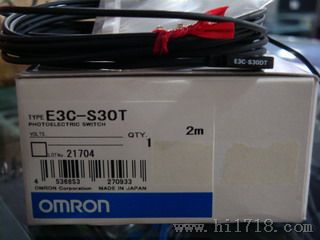 E3C-S30DT
TYPE E3C-S30T
PHOTOELECTRIC SWITCH
VOLTS
QTY. 1 2m
LOT No. 21704
4 536853 270933
OMRON Corporation MADE IN JAPAN
OMRON
www.hi1718.com